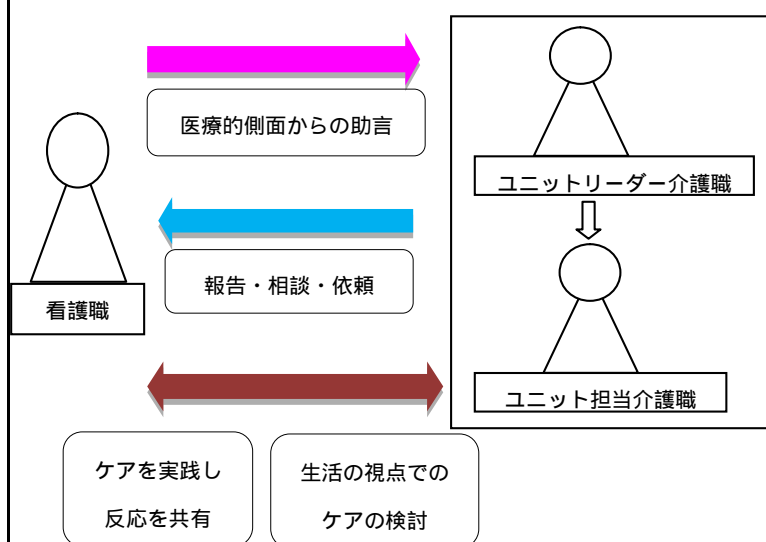 医療的側面からの助言
ユニットリーダー介護職
報告・相談・依頼
看護職
ユニット担当介護職
ケアを実践し
反応を共有
生活の視点での
ケアの検討